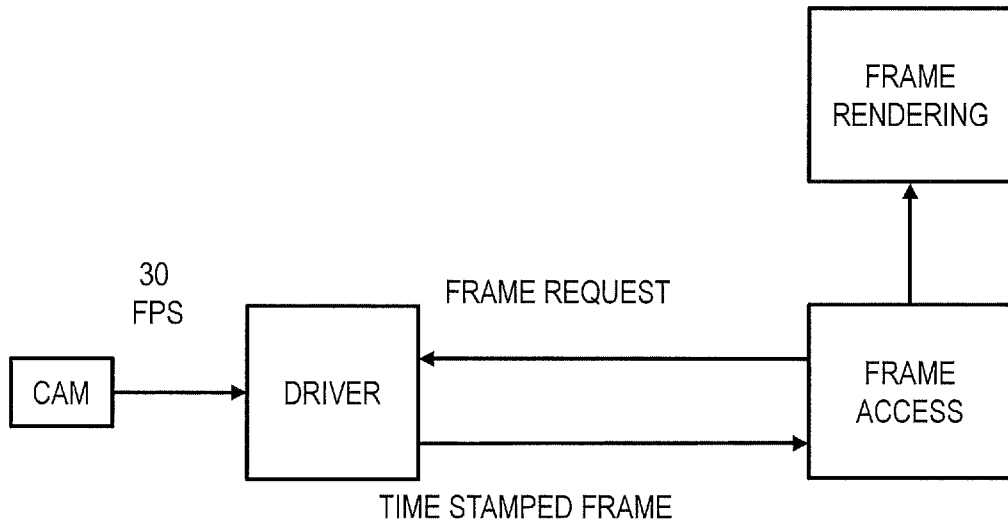 FRAME
RENDERING
30
FPS
FRAME REQUEST
CAM
DRIVER
FRAME
ACCESS
TIME STAMPED FRAME